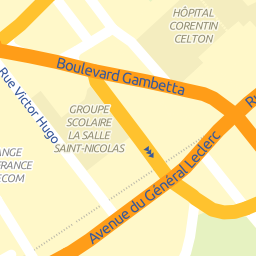 HÔPITAL
CORENTIN
CELTON
Boulevard Gambetta
Rue Victor Hugo
GROUPE
SCOLAIRE
LA SALLE
SAINT-NICOLAS
Avenue du Général Leclerc
ANGE
FRANCE
ECOM